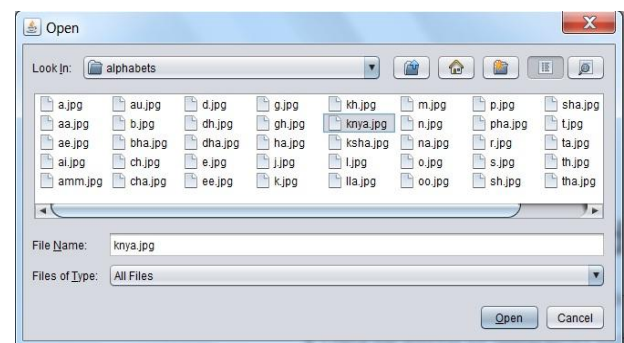 Open
Look In: alphabets
a.jpg au.jpg d.jpg g.jpg kh.jpg m.jpg p.jpg sha.jpg
aa.jpg b.jpg dh.jpg gh.jpg knya.jpg n.jpg pha.jpg t.jpg
ae.jpg bha.jpg dha.jpg ha.jpg ksha.jpg na.jpg r.jpg ta.jpg
ai.jpg ch.jpg e.jpg j.jpg l.jpg o.jpg s.jpg th.jpg
amm.jpg cha.jpg ee.jpg k.jpg lla.jpg oo.jpg sh.jpg tha.jpg
File Name: knya.jpg
Files of Type: All Files
Open Cancel